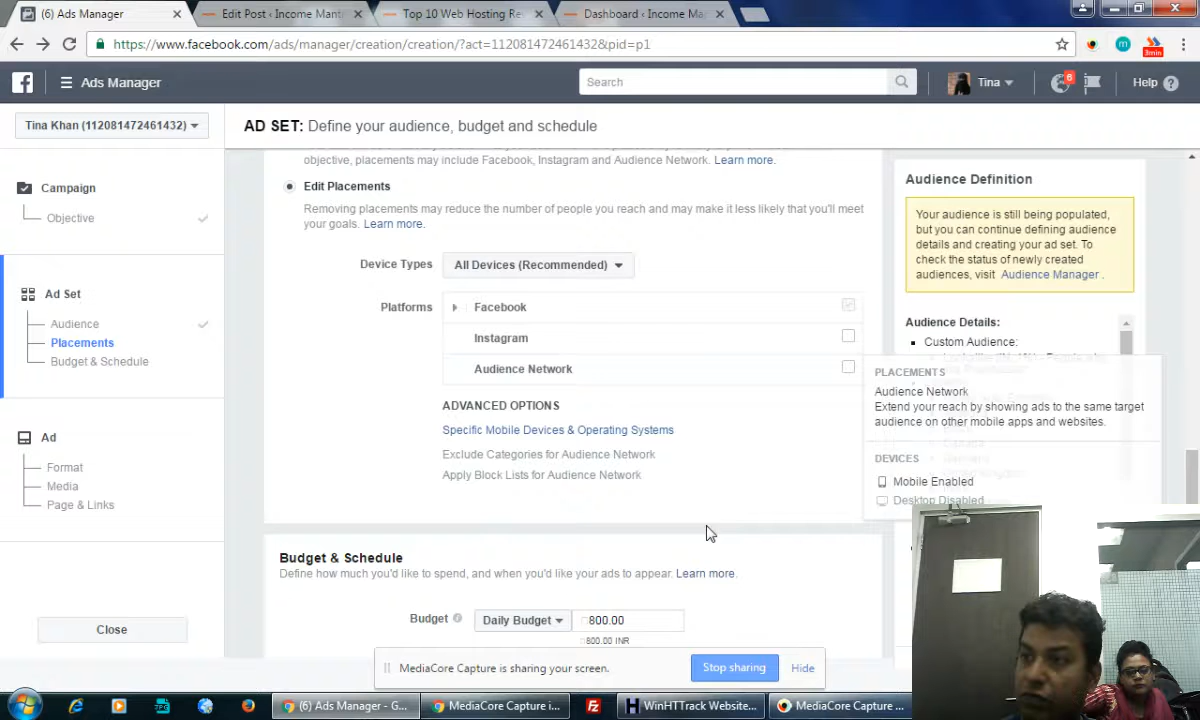 (6) Ads Manager
Edit Post ‹ Income Mant
Top 10 Web Hosting Re
Dashboard ‹ Income Ma
https://www.facebook.com/ads/manager/creation/creation/?act=112081472461432&pid=p1
3min
Ads Manager
Search
Tina
6
Help
Tina Khan (112081472461432)
AD SET: Define your audience, budget and schedule
Campaign
Objective
Ad Set
Audience
Placements
Budget & Schedule
Ad
Format
Media
Page & Links
Close
objective, placements may include Facebook, Instagram and Audience Network. Learn more.
Edit Placements
Removing placements may reduce the number of people you reach and may make it less likely that you'll meet
your goals. Learn more.
Device Types
All Devices (Recommended)
Platforms
Facebook
Instagram
Audience Network
ADVANCED OPTIONS
Specific Mobile Devices & Operating Systems
Exclude Categories for Audience Network
Apply Block Lists for Audience Network
Budget & Schedule
Define how much you'd like to spend, and when you'd like your ads to appear. Learn more.
Budget
Daily Budget
800.00
800.00 INR
Audience Definition
Your audience is still being populated,
but you can continue defining audience
details and creating your ad set. To
check the status of newly created
audiences, visit Audience Manager .
Audience Details:
Custom Audience:
PLACEMENTS
Audience Network
Extend your reach by showing ads to the same target
audience on other mobile apps and websites.
DEVICES
Mobile Enabled
Desktop Disabled
MediaCore Capture is sharing your screen.
Stop sharing
Hide
(6) Ads Manager - G...
MediaCore Capture i...
WinHTTrack Website...
MediaCore Capture ...